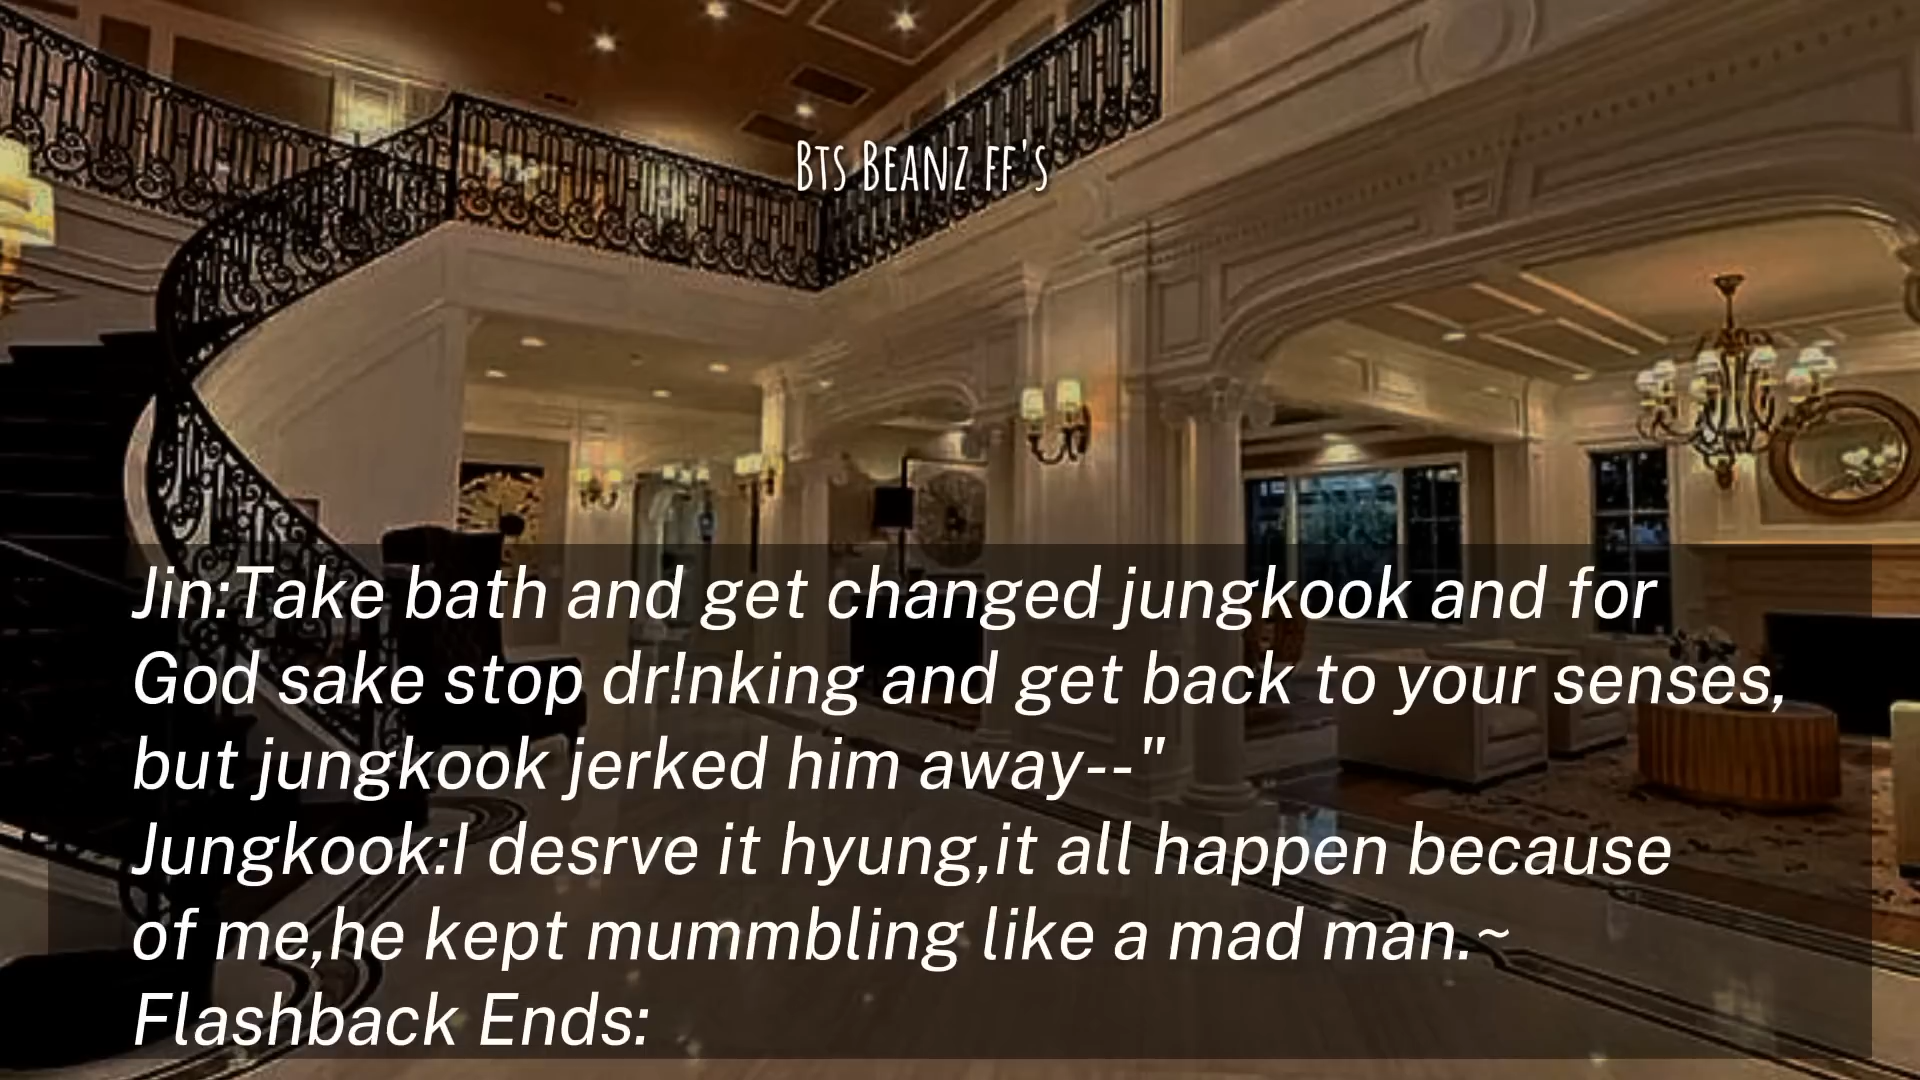 Bts Beanz ff's
Jin:Take bath and get changed jungkook and for
God sake stop dr!nking and get back to your senses,
but jungkook jerked him away--"
Jungkook:I desrve it hyung,it all happen because
of me,he kept mummbling like a mad man.~
Flashback Ends: